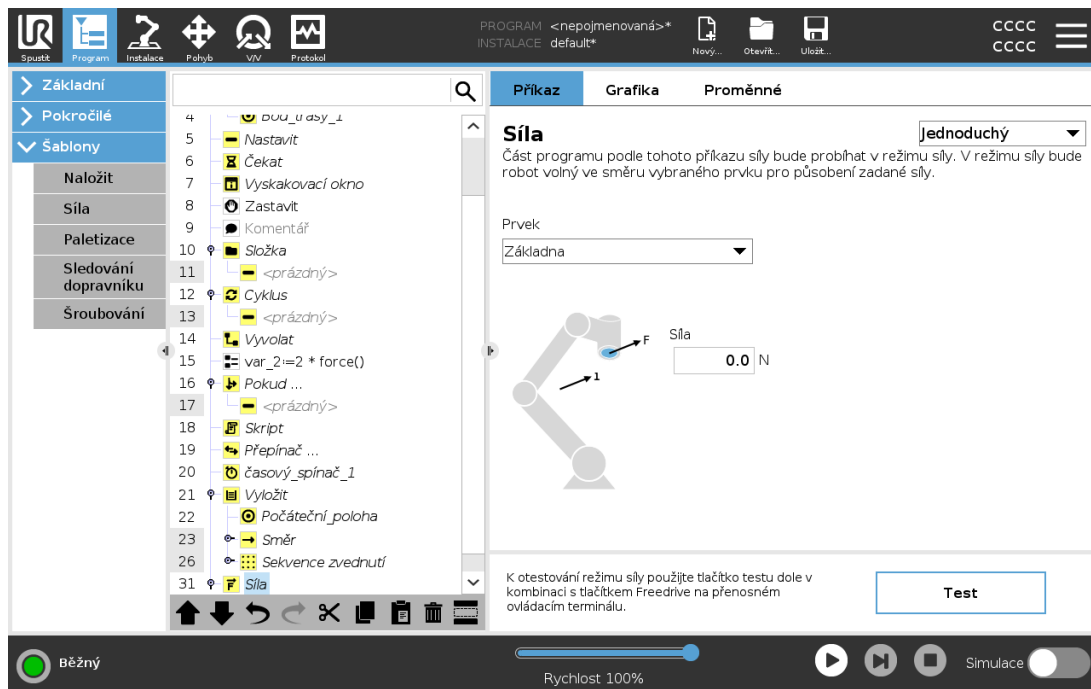 PROGRAM <nepojmenovaná>*
INSTALACE default*
Spustit
Program
Instalace
Pohyb
V/V
Protokol
Nový...
Otevřít...
Uložit...
CCCC
CCCC
Základní
Pokročilé
Šablony
Naložit
Síla
Paletizace
Sledování
dopravníku
Šroubování
4 Bod_trasy_1
5 Nastavit
6 Čekat
7 Vyskakovací okno
8 Zastavit
9 Komentář
10 Složka
11 <prázdný>
12 Cyklus
13 <prázdný>
14 Vyvolat
15 var_2:=2 * force()
16 Pokud ...
17 <prázdný>
18 Skript
19 Přepínač ...
20 časový_spínač_1
21 Vyložit
22 Počáteční_poloha
23 Směr
26 Sekvence zvednutí
31 Síla
Příkaz
Grafika
Proměnné
Síla
Jednoduchý
Část programu podle tohoto příkazu síly bude probíhat v režimu síly. V režimu síly bude
robot volný ve směru vybraného prvku pro působení zadané síly.
Prvek
Základna
F
1
Síla
0.0 N
K otestování režimu síly použijte tlačítko testu dole v
kombinaci s tlačítkem Freedrive na přenosném
ovládacím terminálu.
Test
Běžný
Rychlost 100%
Simulace